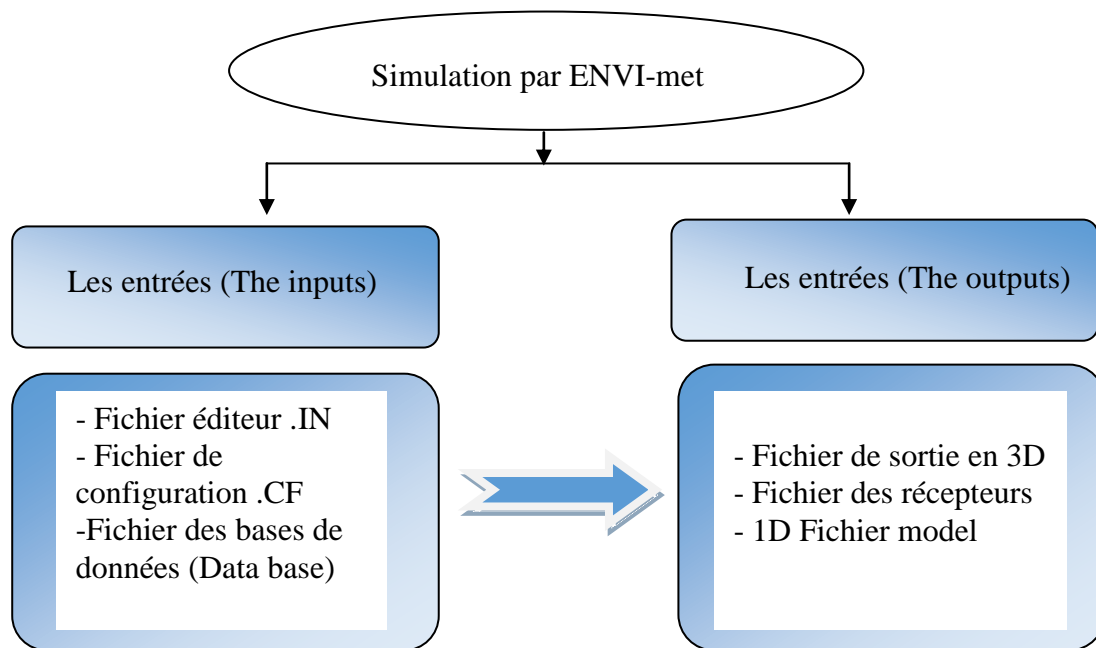 Simulation par ENVI-met
Les entrées (The inputs)
Les entrées (The outputs)
- Fichier éditeur .IN
- Fichier de
configuration .CF
-Fichier des bases de
données (Data base)
- Fichier de sortie en 3D
- Fichier des récepteurs
- 1D Fichier model